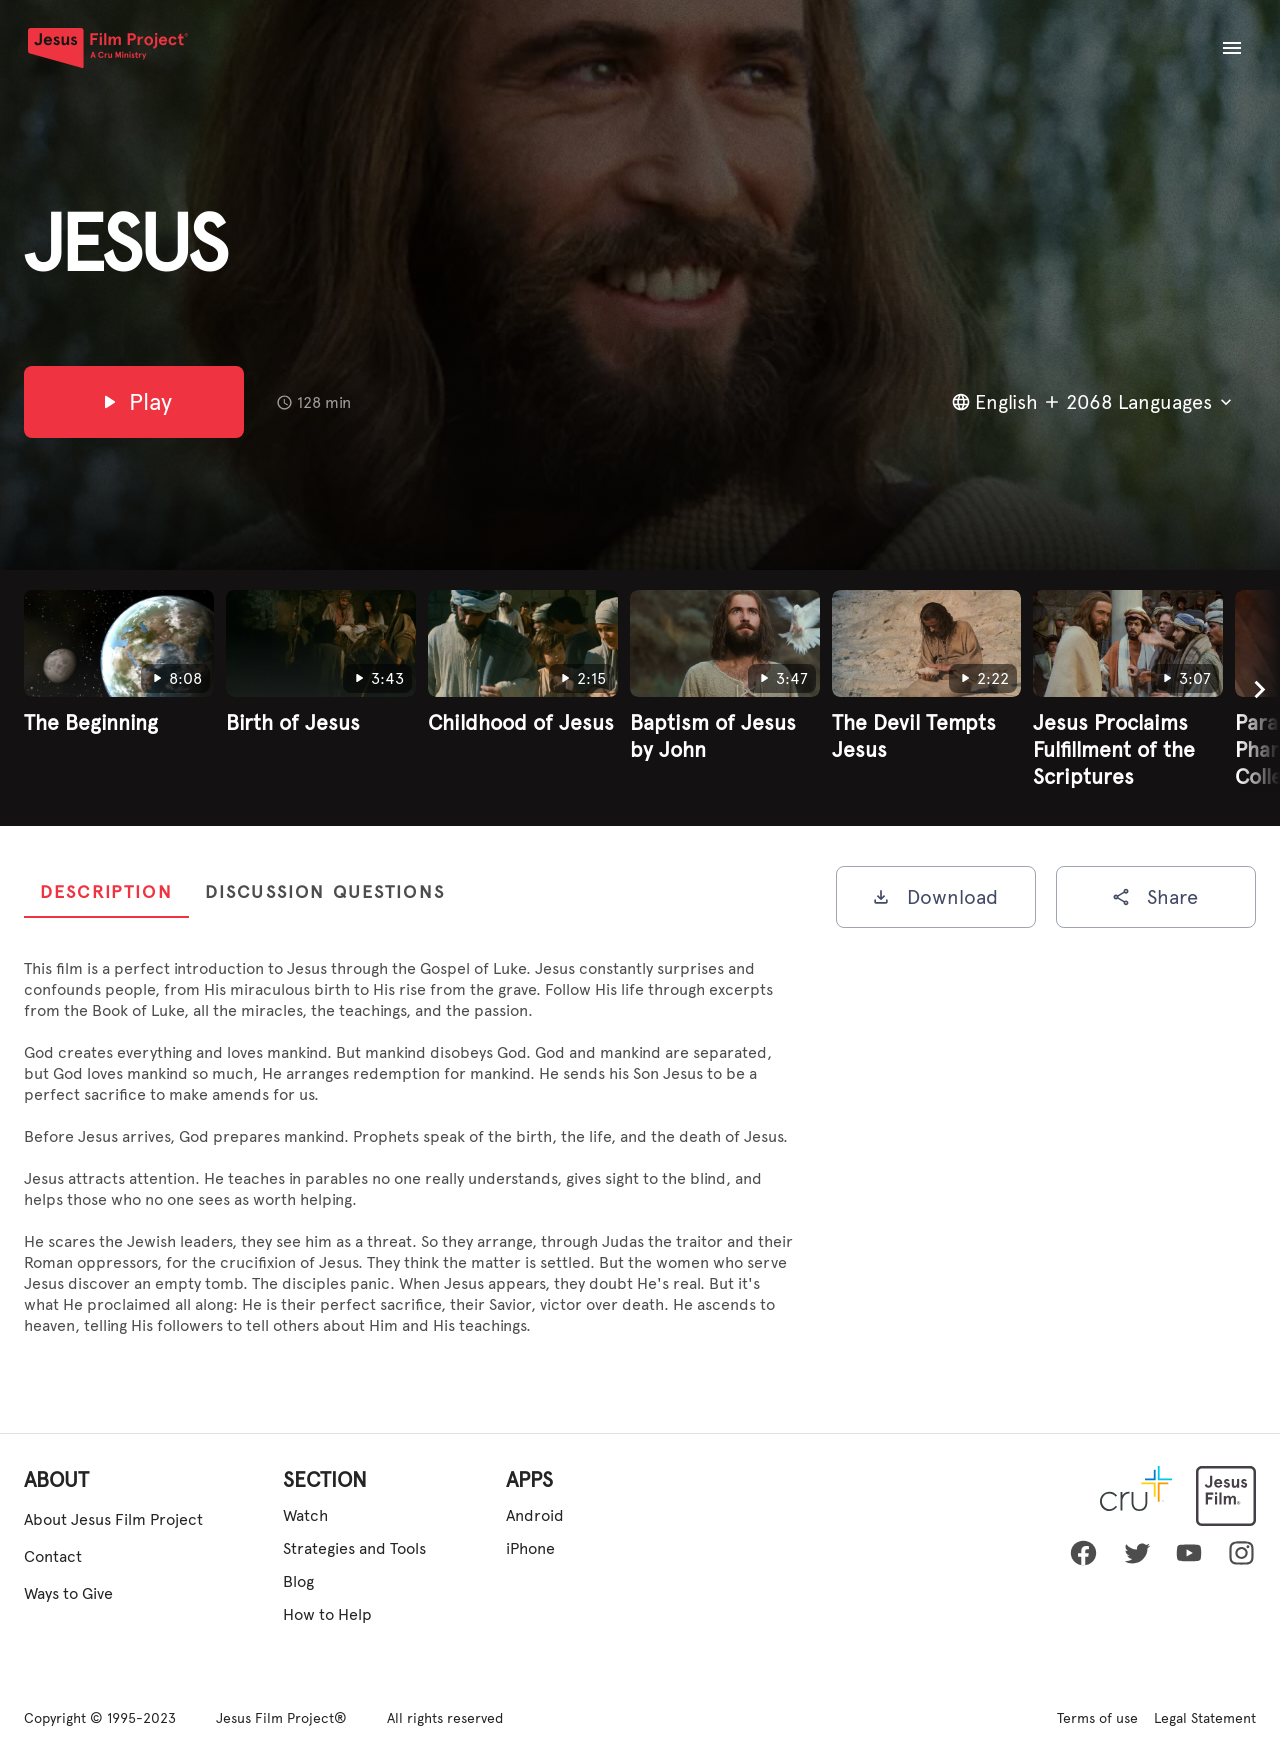 Jesus Film Project
A Cru Ministry
JESUS
Play
128 min
English + 2068 Languages
8:08
3:43
2:15
3:47
2:22
3:07
The Beginning
Birth of Jesus
Childhood of Jesus
Baptism of Jesus
by John
The Devil Tempts
Jesus
Jesus Proclaims
Fulfillment of the
Scriptures
DESCRIPTION
DISCUSSION QUESTIONS
Download
Share
This film is a perfect introduction to Jesus through the Gospel of Luke. Jesus constantly surprises and
confounds people, from His miraculous birth to His rise from the grave. Follow His life through excerpts
from the Book of Luke, all the miracles, the teachings, and the passion.
God creates everything and loves mankind. But mankind disobeys God. God and mankind are separated,
but God loves mankind so much, He arranges redemption for mankind. He sends his Son Jesus to be a
perfect sacrifice to make amends for us.
Before Jesus arrives, God prepares mankind. Prophets speak of the birth, the life, and the death of Jesus.
Jesus attracts attention. He teaches in parables no one really understands, gives sight to the blind, and
helps those who no one sees as worth helping.
He scares the Jewish leaders, they see him as a threat. So they arrange, through Judas the traitor and their
Roman oppressors, for the crucifixion of Jesus. They think the matter is settled. But the women who serve
Jesus discover an empty tomb. The disciples panic. When Jesus appears, they doubt He's real. But it's
what He proclaimed all along: He is their perfect sacrifice, their Savior, victor over death. He ascends to
heaven, telling His followers to tell others about Him and His teachings.
ABOUT
About Jesus Film Project
Contact
Ways to Give
SECTION
Watch
Strategies and Tools
Blog
How to Help
APPS
Android
iPhone
cru
Jesus
Film
Copyright © 1995-2023
Jesus Film Project®
All rights reserved
Terms of use
Legal Statement